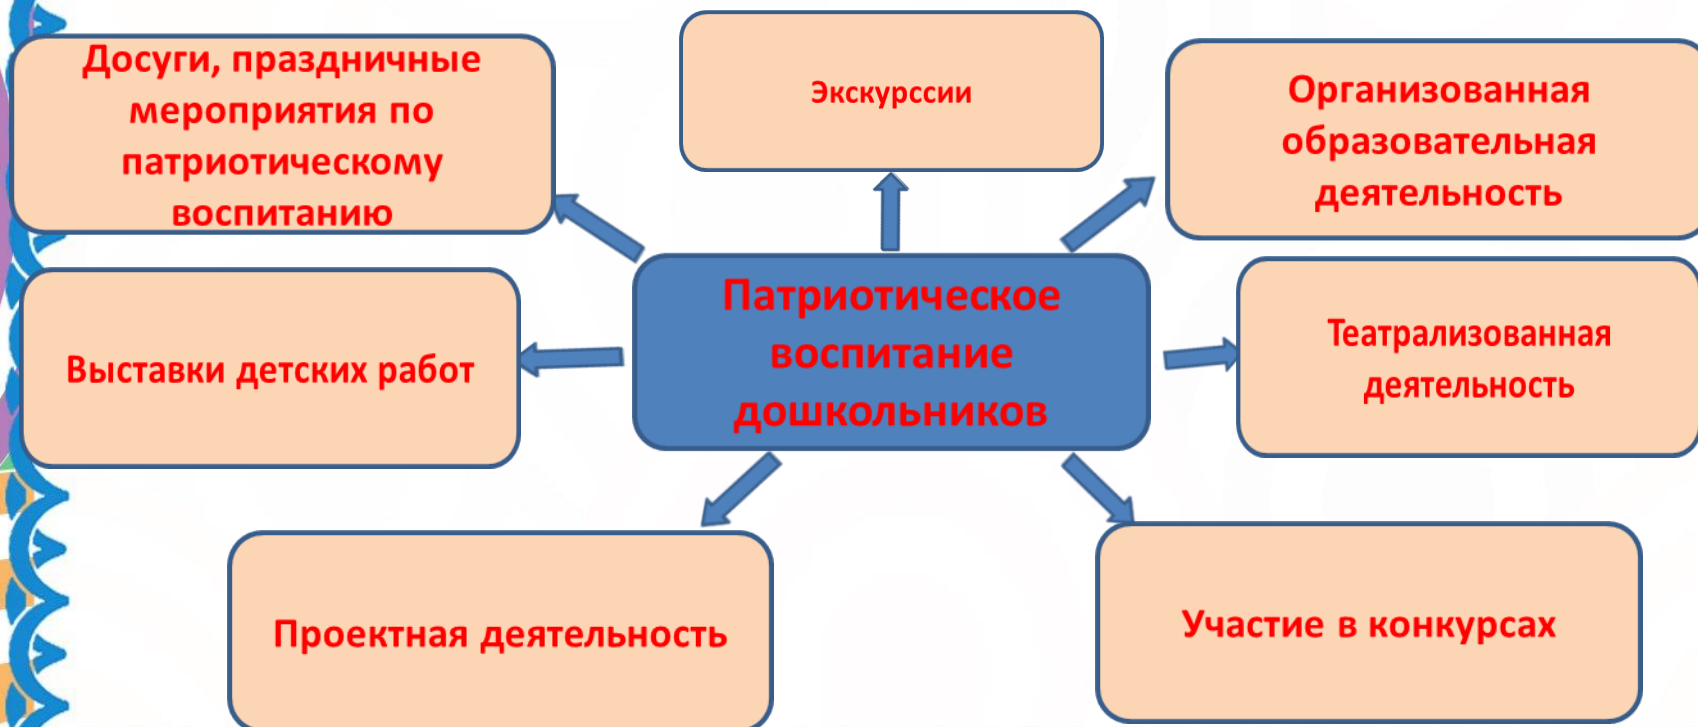 Досуги, праздничные
мероприятия по
патриотическому
воспитанию
Экскурссии
Организованная
образовательная
деятельность
Патриотическое
воспитание
дошкольников
Выставки детских работ
Театрализованная
деятельность
Проектная деятельность
Участие в конкурсах